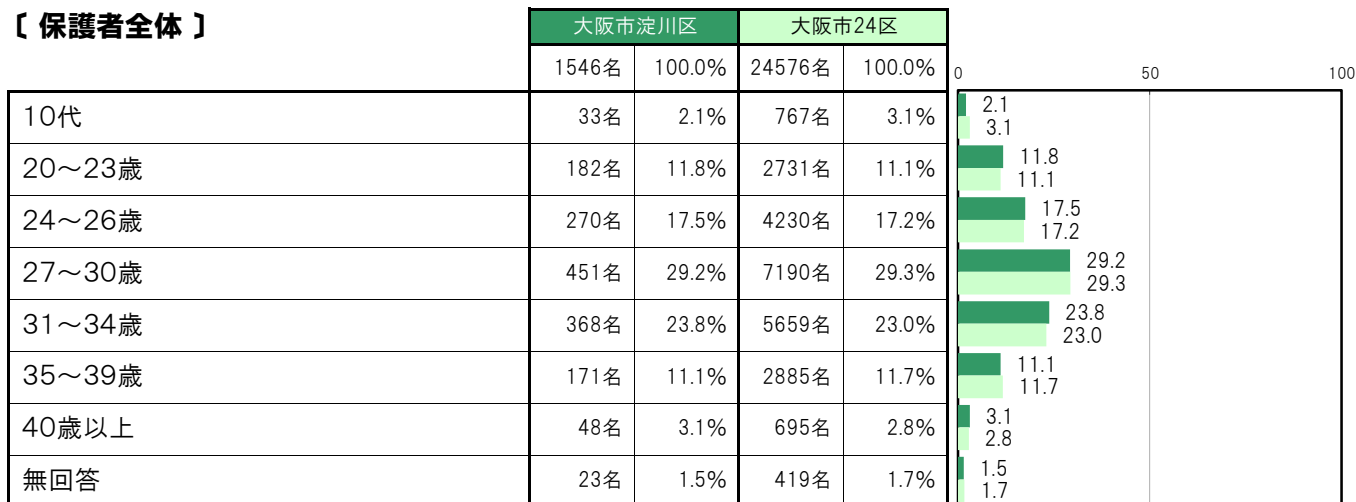 〔 保護者全体 〕
大阪市淀川区 大阪市24区
1546名 100.0% 24576名 100.0%
0 50 100
10代 33名 2.1% 767名 3.1% 2.1
3.1
20～23歳 182名 11.8% 2731名 11.1% 11.8
11.1
24～26歳 270名 17.5% 4230名 17.2% 17.5
17.2
27～30歳 451名 29.2% 7190名 29.3% 29.2
29.3
31～34歳 368名 23.8% 5659名 23.0% 23.8
23.0
35～39歳 171名 11.1% 2885名 11.7% 11.1
11.7
40歳以上 48名 3.1% 695名 2.8% 3.1
2.8
無回答 23名 1.5% 419名 1.7% 1.5
1.7